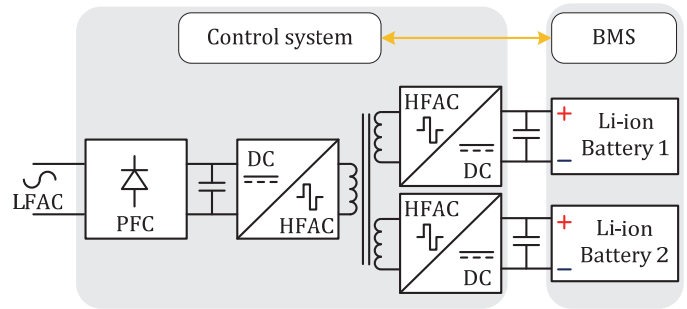 Control system
BMS
LFAC
PFC
DC
HFAC
HFAC
DC
+
Li-ion
Battery 1
−
HFAC
DC
+
Li-ion
Battery 2
−